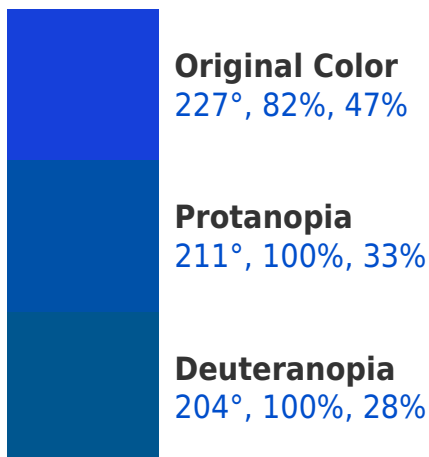 Original Color
227°, 82%, 47%
Protanopia
211°, 100%, 33%
Deuteranopia
204°, 100%, 28%